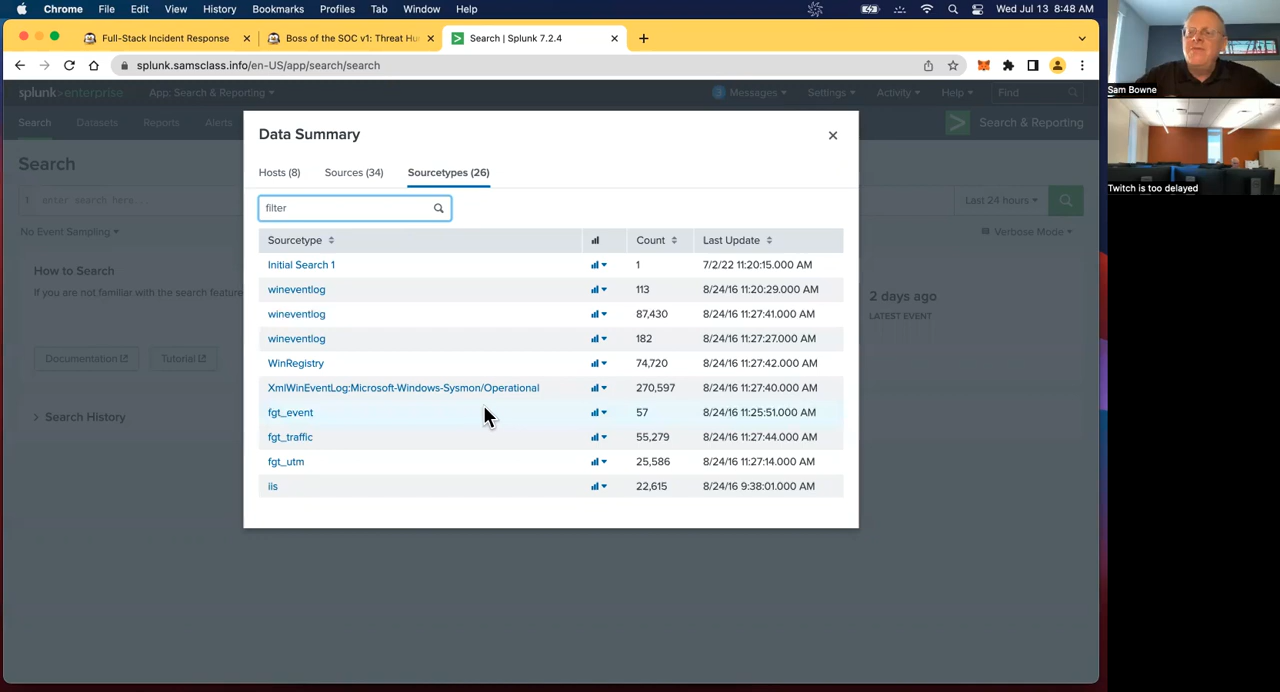 Chrome File Edit View History Bookmarks Profiles Tab Window Help Wed Jul 13 8:48 AM
Full-Stack Incident Response Boss of the SOC v1: Threat Hu Search | Splunk 7.2.4
splunk.samsclass.info/en-US/app/search/search
splunk>enterprise App: Search & Reporting 3 Messages Settings Activity Help Find
Search Datasets Reports Alerts Search & Reporting
Search
enter search here... Last 24 hours
No Event Sampling Verbose Mode
How to Search
If you are not familiar with the search feature
Documentation Tutorial
2 days ago
LATEST EVENT
Search History
Data Summary
Hosts (8) Sources (34) Sourcetypes (26)
filter
Sourcetype Count Last Update
Initial Search 1 1 7/2/22 11:20:15.000 AM
wineventlog 113 8/24/16 11:20:29.000 AM
wineventlog 87,430 8/24/16 11:27:41.000 AM
wineventlog 182 8/24/16 11:27:27.000 AM
WinRegistry 74,720 8/24/16 11:27:42.000 AM
XmlWinEventLog:Microsoft-Windows-Sysmon/Operational 270,597 8/24/16 11:27:40.000 AM
fgt_event 57 8/24/16 11:25:51.000 AM
fgt_traffic 55,279 8/24/16 11:27:44.000 AM
fgt_utm 25,586 8/24/16 11:27:14.000 AM
iis 22,615 8/24/16 9:38:01.000 AM
Sam Bowne
Twitch is too delayed